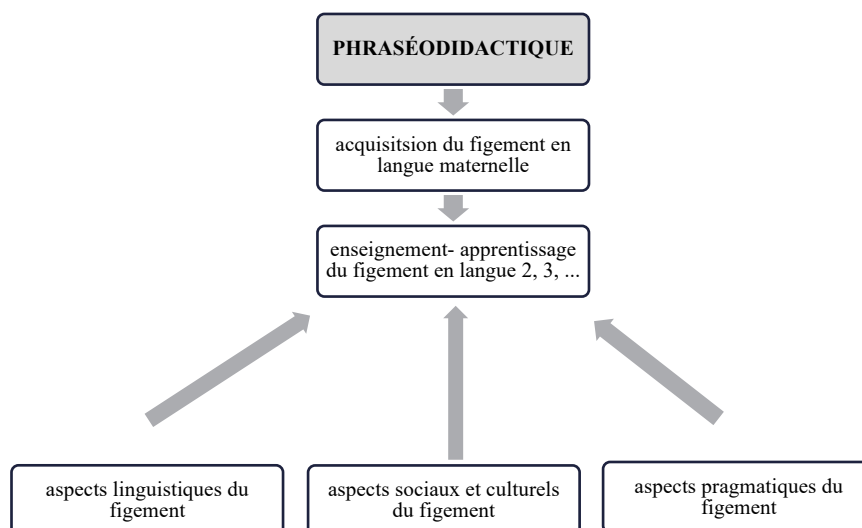 PHRASÉODIDACTIQUE
acquisitsion du figement en
langue maternelle
enseignement- apprentissage
du figement en langue 2, 3, ...
aspects linguistiques du
figement
aspects sociaux et culturels
du figement
aspects pragmatiques du
figement